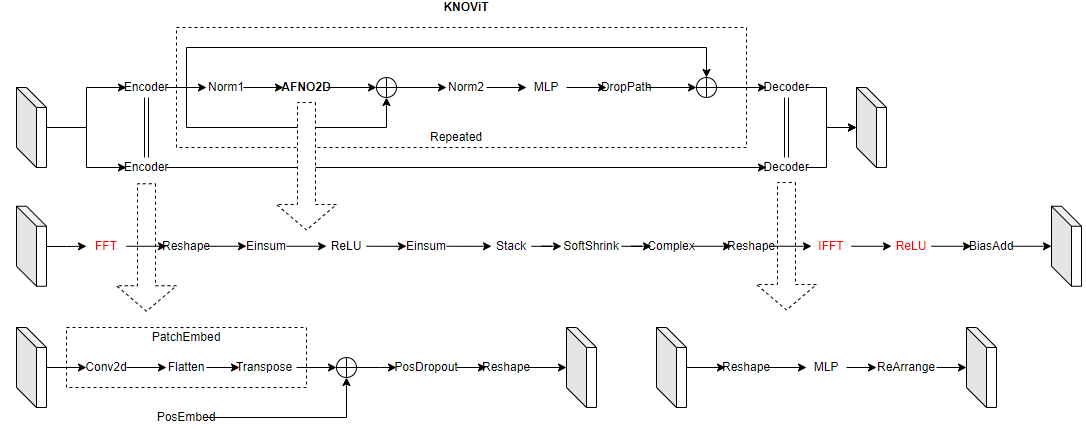 KNOViT
Encoder Norm1 AFNO2D Norm2 MLP DropPath Decoder
Repeated
Encoder Decoder
FFT Reshape Einsum ReLU Einsum Stack SoftShrink Complex Reshape IFFT ReLU BiasAdd
PatchEmbed
Conv2d Flatten Transpose PosDropout Reshape Reshape MLP ReArrange
PosEmbed